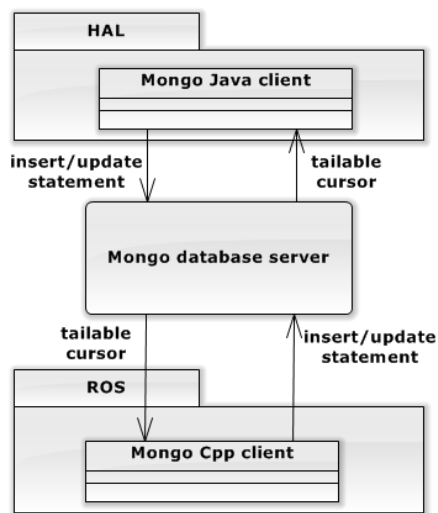 HAL
Mongo Java client
insert/update
statement
tailable
cursor
Mongo database server
tailable
cursor
insert/update
statement
ROS
Mongo Cpp client